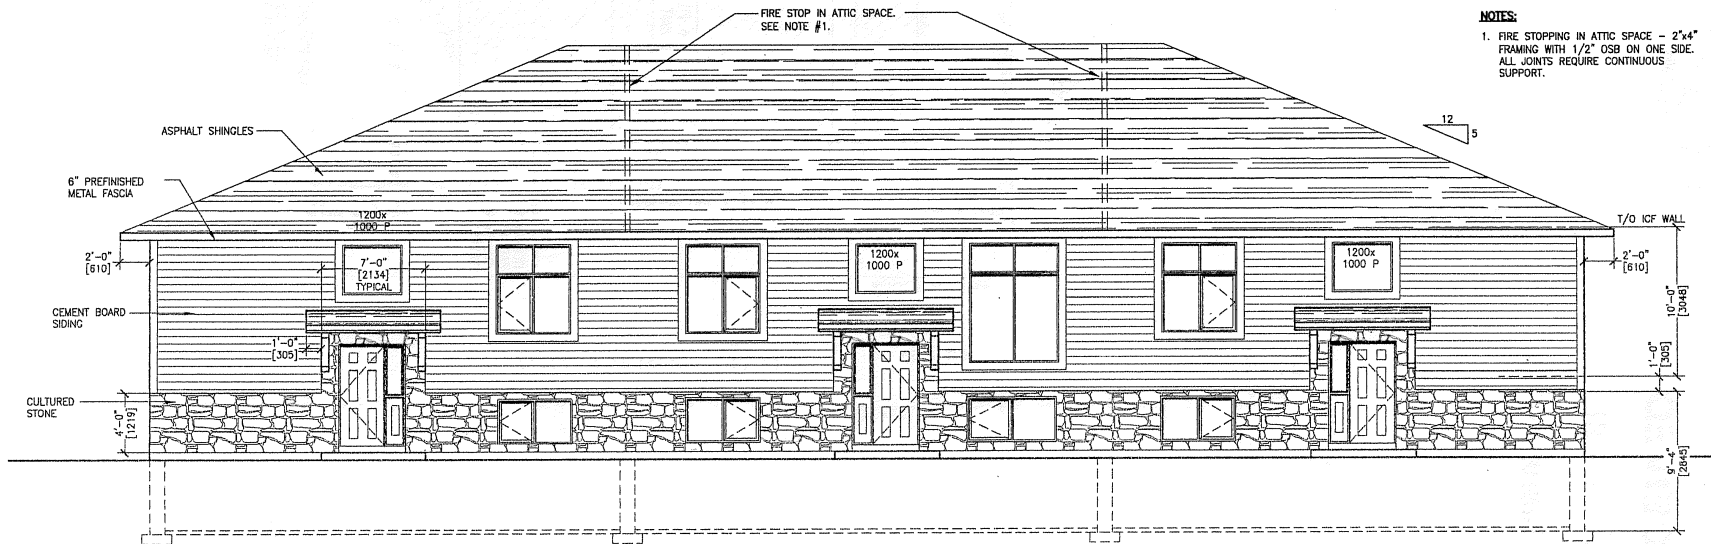 FIRE STOP IN ATTIC SPACE.
SEE NOTE #1.
NOTES:
1. FIRE STOPPING IN ATTIC SPACE - 2"x4"
FRAMING WITH 1/2" OSB ON ONE SIDE.
ALL JOINTS REQUIRE CONTINUOUS
SUPPORT.
12
5
ASPHALT SHINGLES
6" PREFINISHED
METAL FASCIA
1200x
1000 P
T/O ICF WALL
2'-0"
[610]
7'-0"
[2134]
TYPICAL
1200x
1000 P
1200x
1000 P
2'-0"
[610]
CEMENT BOARD
SIDING
10'-0"
[3048]
1'-0"
[305]
1'-0"
[305]
CULTURED
STONE
4'-0"
[1219]
9'-4"
[2845]